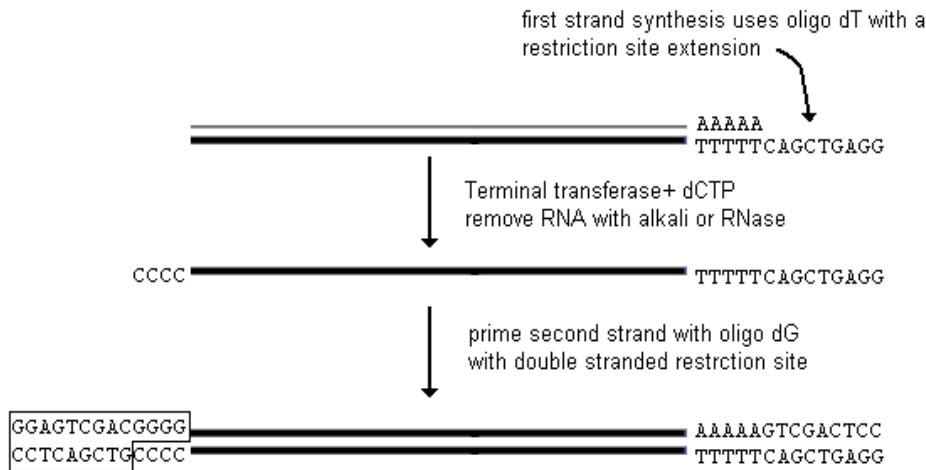 first strand synthesis uses oligo dT with a
restriction site extension
AAAAA
TTTTTCAGCTGAGG
Terminal transferase+ dCTP
remove RNA with alkali or RNase
CCCC
TTTTTCAGCTGAGG
prime second strand with oligo dG
with double stranded restrction site
GGAGTCGACGGGG
AAAAAGTCGACTCC
CCTCAGCTGCCCC
TTTTTCAGCTGAGG